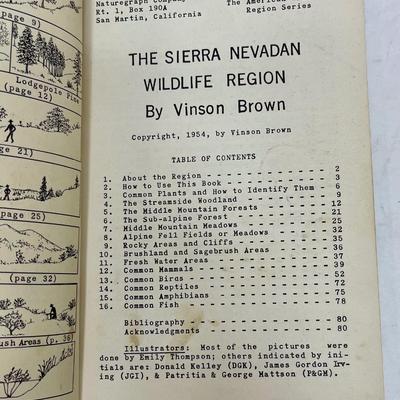 page 9)
Lodgepole Pine
(page 12)
page 21)
page 25)
(page 32)
rush Areas (p. 36)
Naturegraph Company
Rt. 1, Box 190A
San Martin, California
The American
Region Series
THE SIERRA NEVADAN
WILDLIFE REGION
By Vinson Brown
Copyright, 1954, by Vinson Brown
TABLE OF CONTENTS
1. About the Region - - - - - - - - - - - - 2
2. How to Use This Book - - - - - - - - - - 3
3. Common Plants and How to Identify Them - 6
4. The Streamside Woodland - - - - - - - - 9
5. The Middle Mountain Forests - - - - - - 12
6. The Sub-alpine Forest - - - - - - - - - 21
7. Middle Mountain Meadows - - - - - - - - 25
8. Alpine Fell Fields or Meadows - - - - - 32
9. Rocky Areas and Cliffs - - - - - - - - - 35
10. Brushland and Sagebrush Areas - - - - - 36
11. Fresh Water Areas - - - - - - - - - - - 37
12. Common Mammals - - - - - - - - - - - - 39
13. Common Birds - - - - - - - - - - - - - 52
14. Common Reptiles - - - - - - - - - - - - 72
15. Common Amphibians - - - - - - - - - - - 75
16. Common Fish - - - - - - - - - - - - - - 78
Bibliography - - - - - - - - - - - - - 80
Acknowledgments - - - - - - - - - - - - 80
Illustrators: Most of the pictures were
done by Emily Thompson; others indicated by ini-
tials are: Donald Kelley (DGK), James Gordon Irv-
ing (JGI), & Patritia & George Mattson (P&GM).